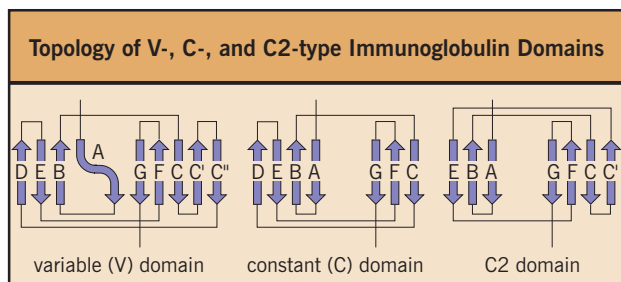 Topology of V-, C-, and C2-type Immunoglobulin Domains
A
D E B G F C C' C"
D E B A G F C
E B A G F C C'
variable (V) domain
constant (C) domain
C2 domain